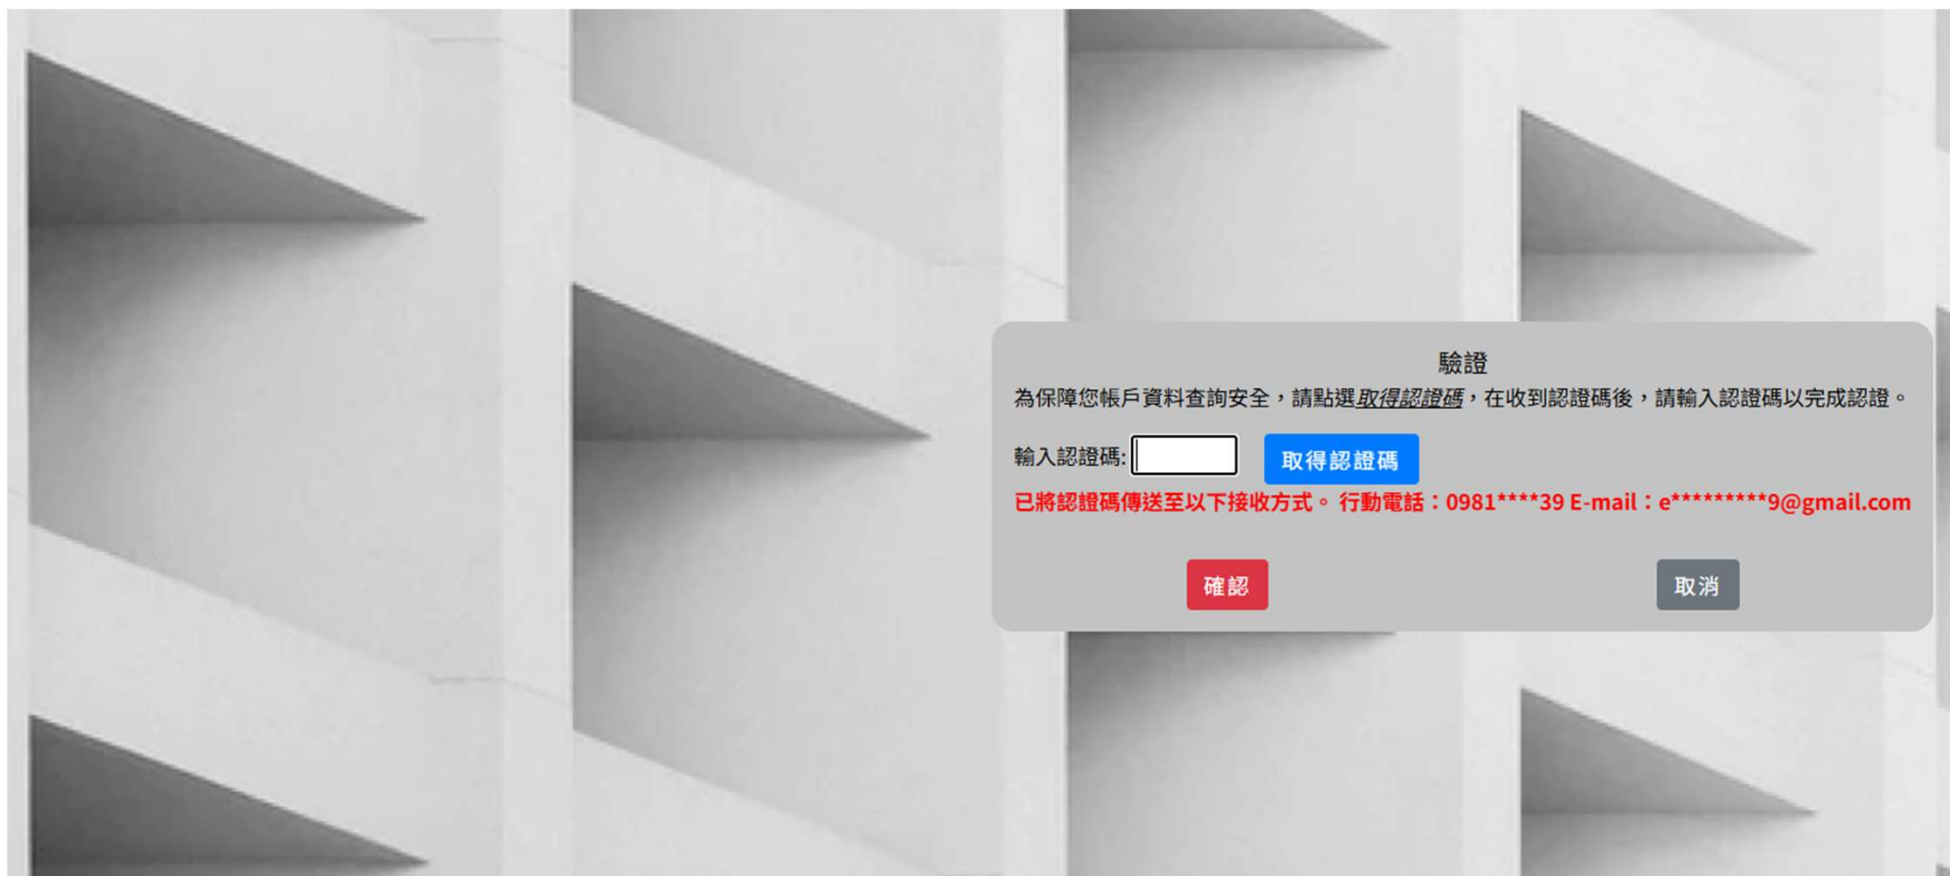 驗證
為保障您帳戶資料查詢安全，請點選取得認證碼，在收到認證碼後，請輸入認證碼以完成認證。
輸入認證碼: 取得認證碼
已將認證碼傳送至以下接收方式。 行動電話：0981****39 E-mail：e*********9@gmail.com
確認 取消